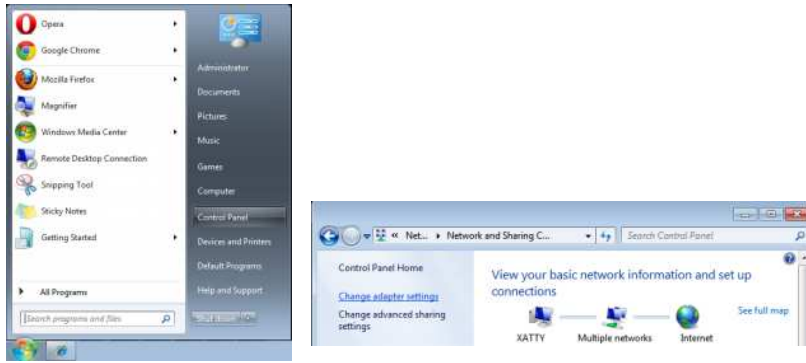 Opera
Google Chrome
Mozilla Firefox
Magnifier
Windows Media Center
Remote Desktop Connection
Snipping Tool
Sticky Notes
Getting Started
All Programs
Search programs and files
Administrator
Documents
Pictures
Music
Games
Computer
Control Panel
Devices and Printers
Default Programs
Help and Support
« Net... Network and Sharing C...
Search Control Panel
Control Panel Home
Change adapter settings
Change advanced sharing
settings
View your basic network information and set up
connections
See full map
XATTY Multiple networks Internet